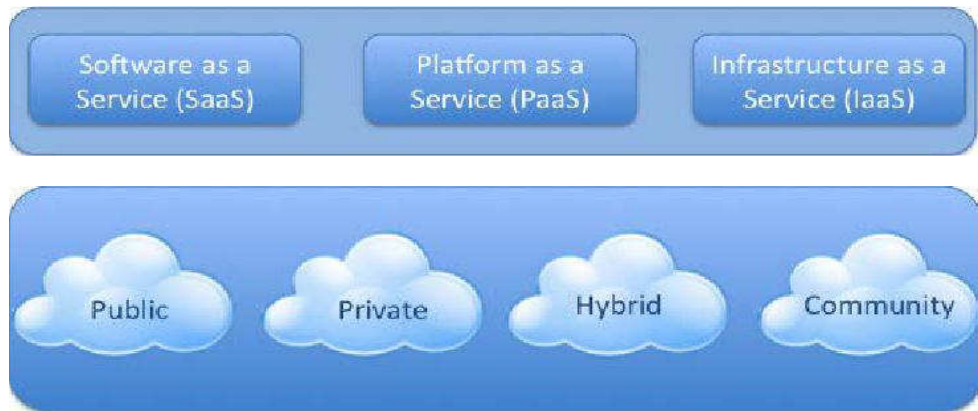 Software as a
Service (SaaS)
Platform as a
Service (PaaS)
Infrastructure as a
Service (IaaS)
Public
Private
Hybrid
Community